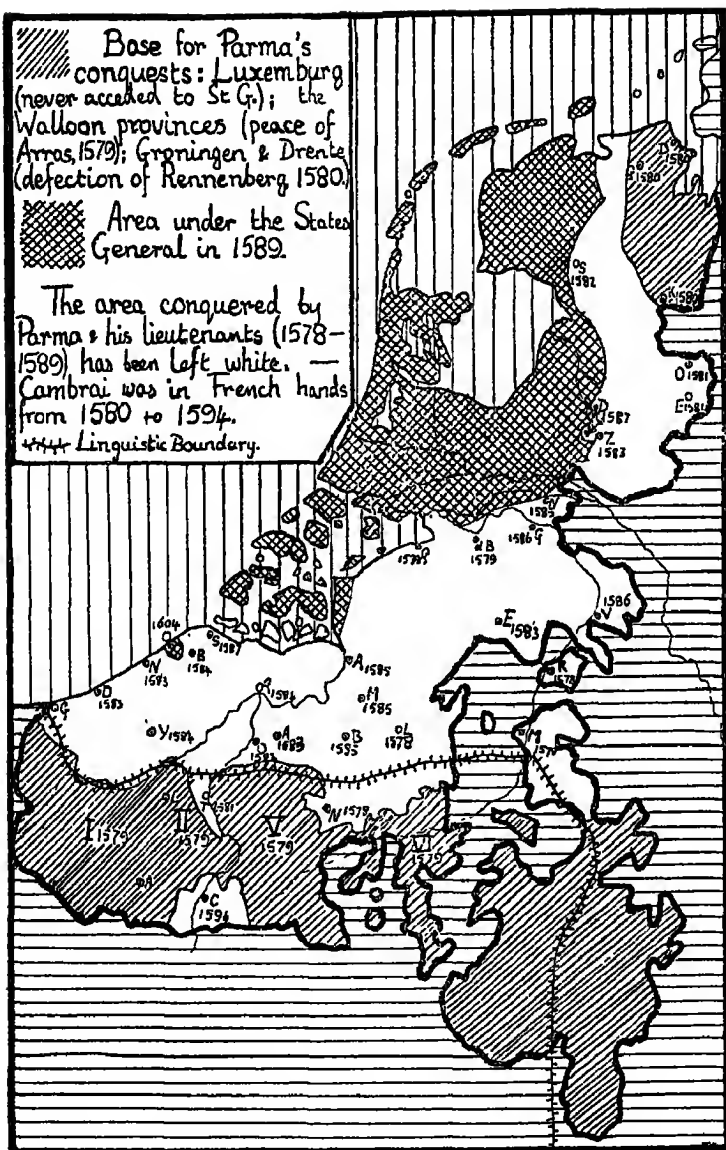 Base for Parma's
conquests: Luxemburg
(never acceded to St G.); the
Walloon provinces (peace of
Arras, 1579); Groningen & Drente
(defection of Rennenberg 1580.)
Area under the States
General in 1589.
The area conquered by
Parma & his lieutenants (1578–
1589) has been left white. —
Cambrai was in French hands
from 1580 to 1594.
Linguistic Boundary.
1580
S
1582
O 1581
E
D
1587
Z
1583
N
1585
1586 G
B
1579
1586
V
E 1583
1604
S 1587
B
1584
N
1583
D
1583
G
Y 1584
A 1585
M
1585
A
B
1585
L
1578
M
N 1578
I 1579
II
1579
V
1579
VI
1579
A
C
1594